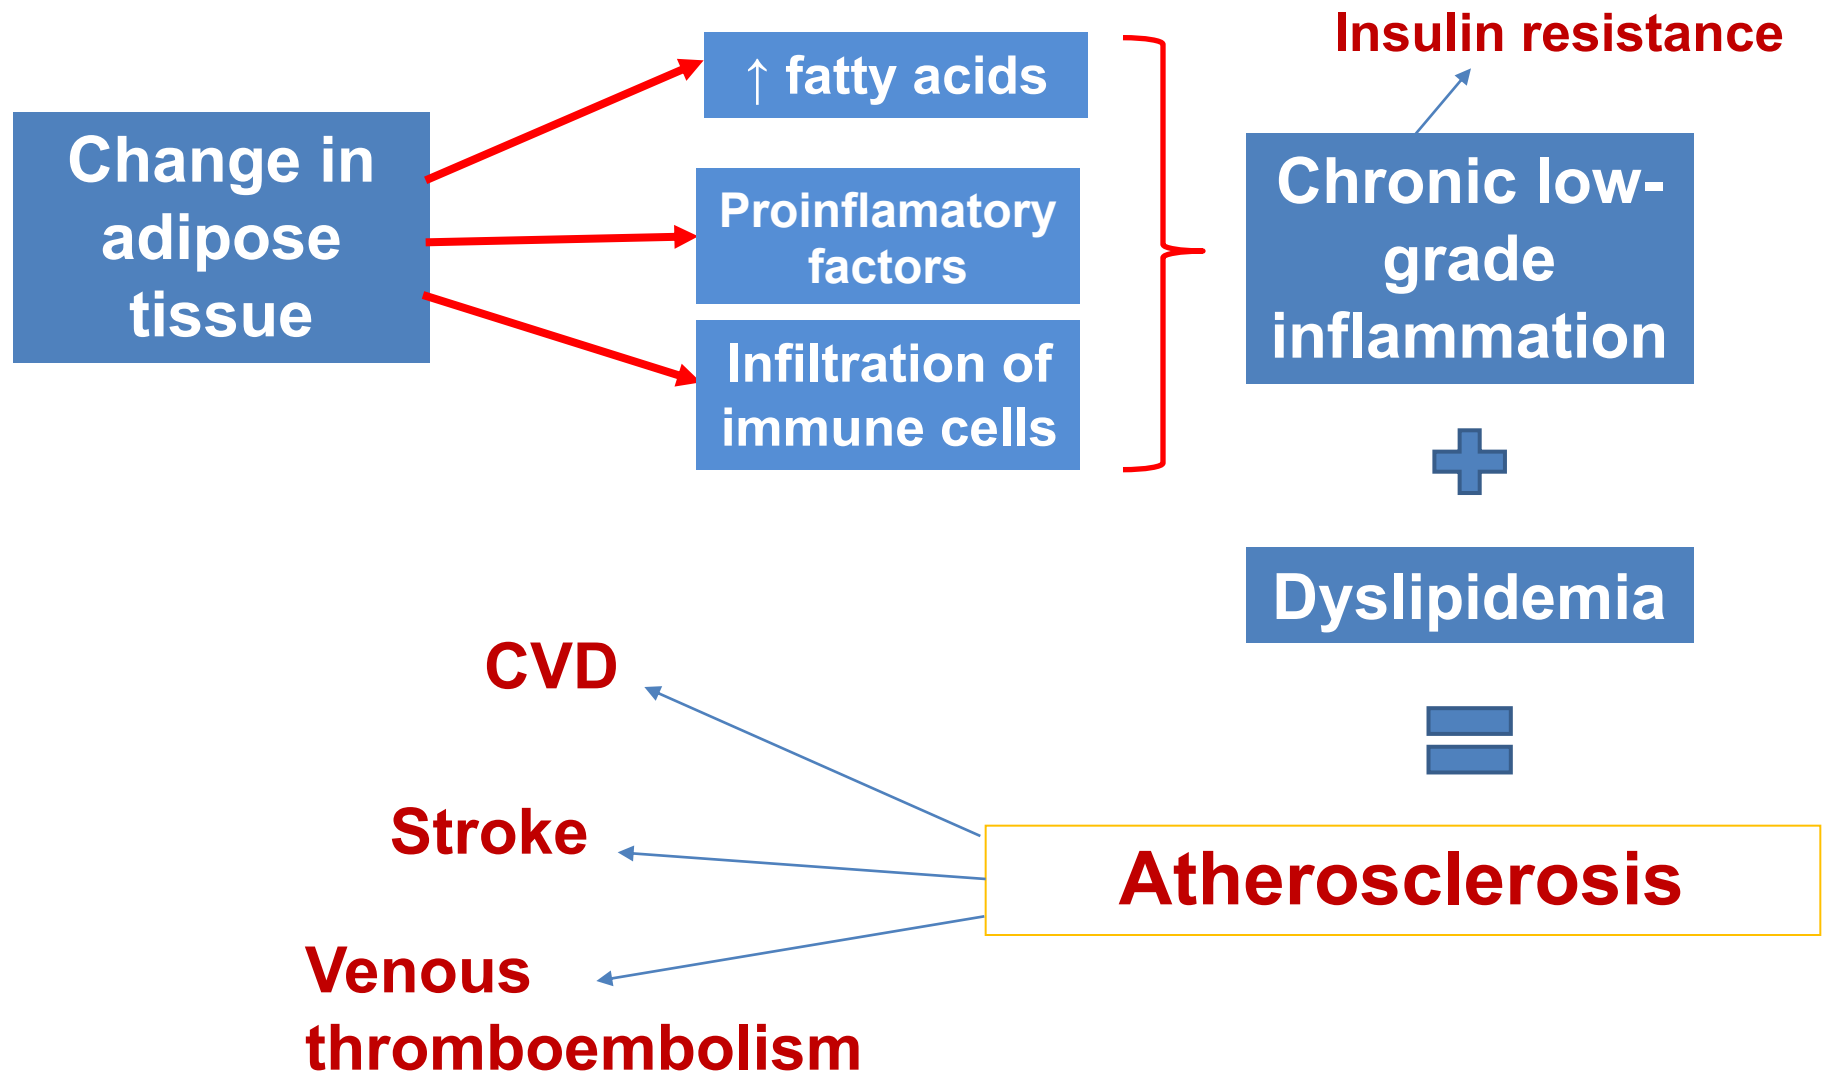 Change in
adipose
tissue
↑ fatty acids
Proinflamatory
factors
Infiltration of
immune cells
Insulin resistance
Chronic low-
grade
inflammation
Dyslipidemia
Atherosclerosis
CVD
Stroke
Venous
thromboembolism